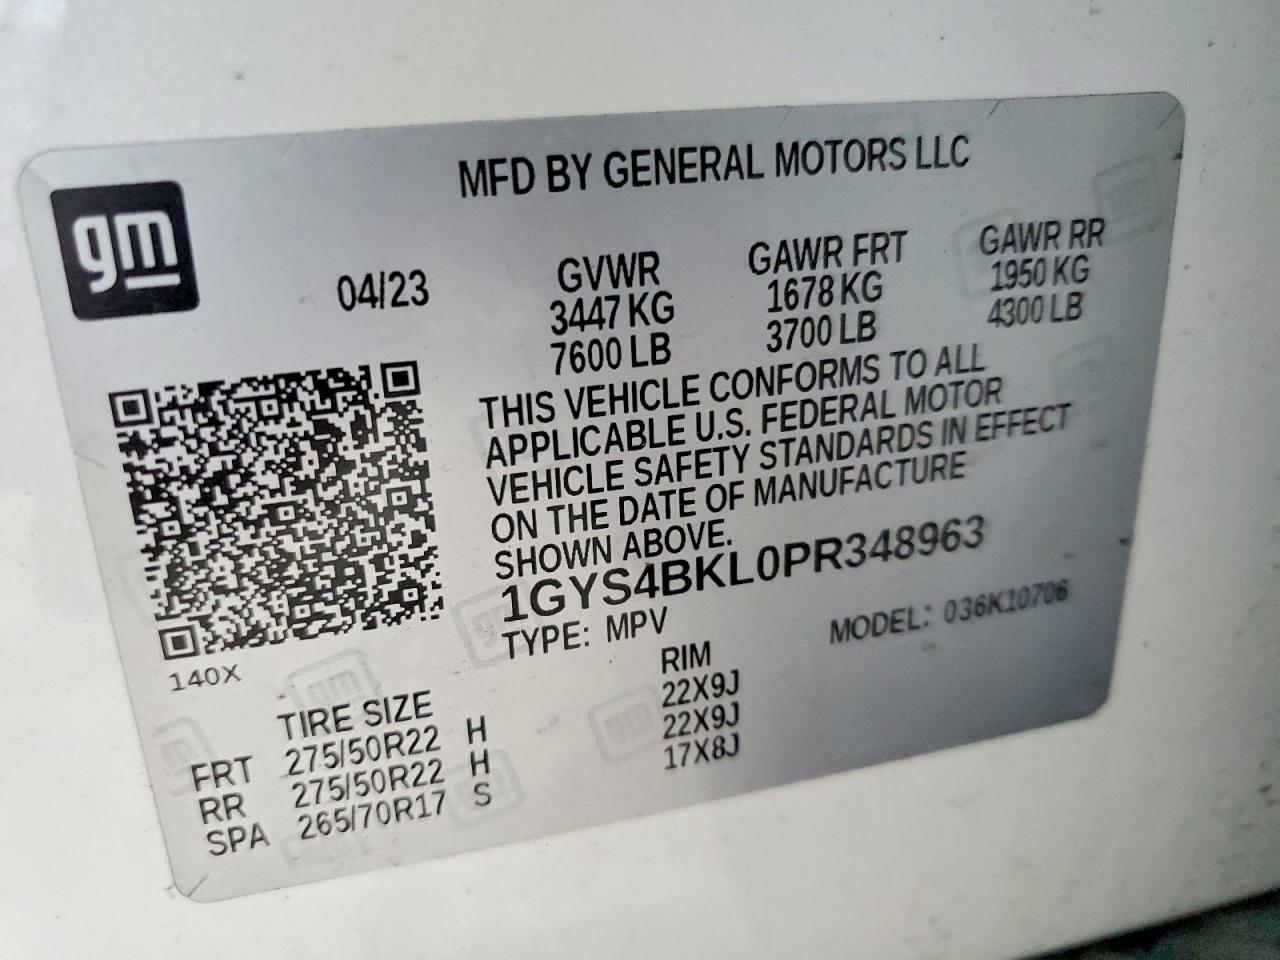 MFD BY GENERAL MOTORS LLC
gm
04/23
GVWR
3447 KG
7600 LB
GAWR FRT
1678 KG
3700 LB
GAWR RR
1950 KG
4300 LB
THIS VEHICLE CONFORMS TO ALL
APPLICABLE U.S. FEDERAL MOTOR
VEHICLE SAFETY STANDARDS IN EFFECT
ON THE DATE OF MANUFACTURE
SHOWN ABOVE.
1GYS4BKL0PR348963
TYPE: MPV
MODEL: 036K10706
140X
TIRE SIZE RIM
FRT 275/50R22 H 22X9J
RR 275/50R22 H 22X9J
SPA 265/70R17 S 17X8J